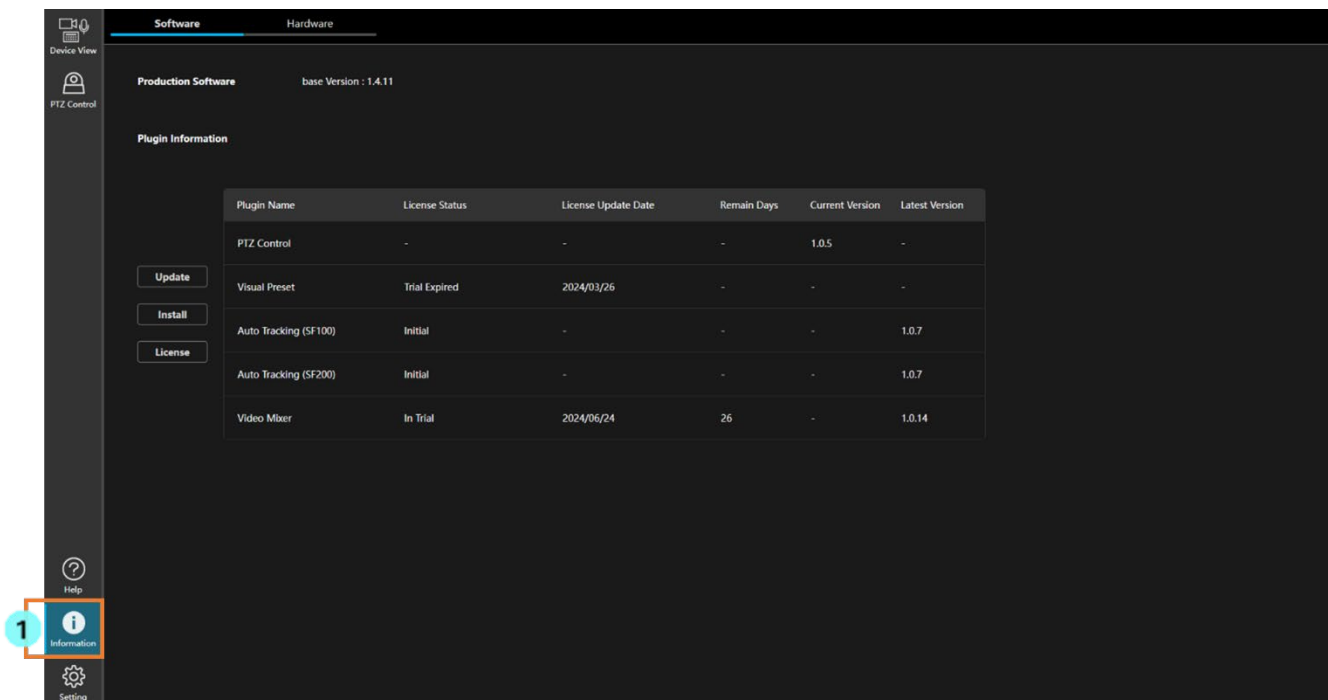 Device View
PTZ Control
Help
1
Information
Setting
Software Hardware
Production Software base Version : 1.4.11
Plugin Information
Update
Install
License
Plugin Name License Status License Update Date Remain Days Current Version Latest Version
PTZ Control - - - 1.0.5 -
Visual Preset Trial Expired 2024/03/26 - - -
Auto Tracking (SF100) Initial - - - 1.0.7
Auto Tracking (SF200) Initial - - - 1.0.7
Video Mixer In Trial 2024/06/24 26 - 1.0.14